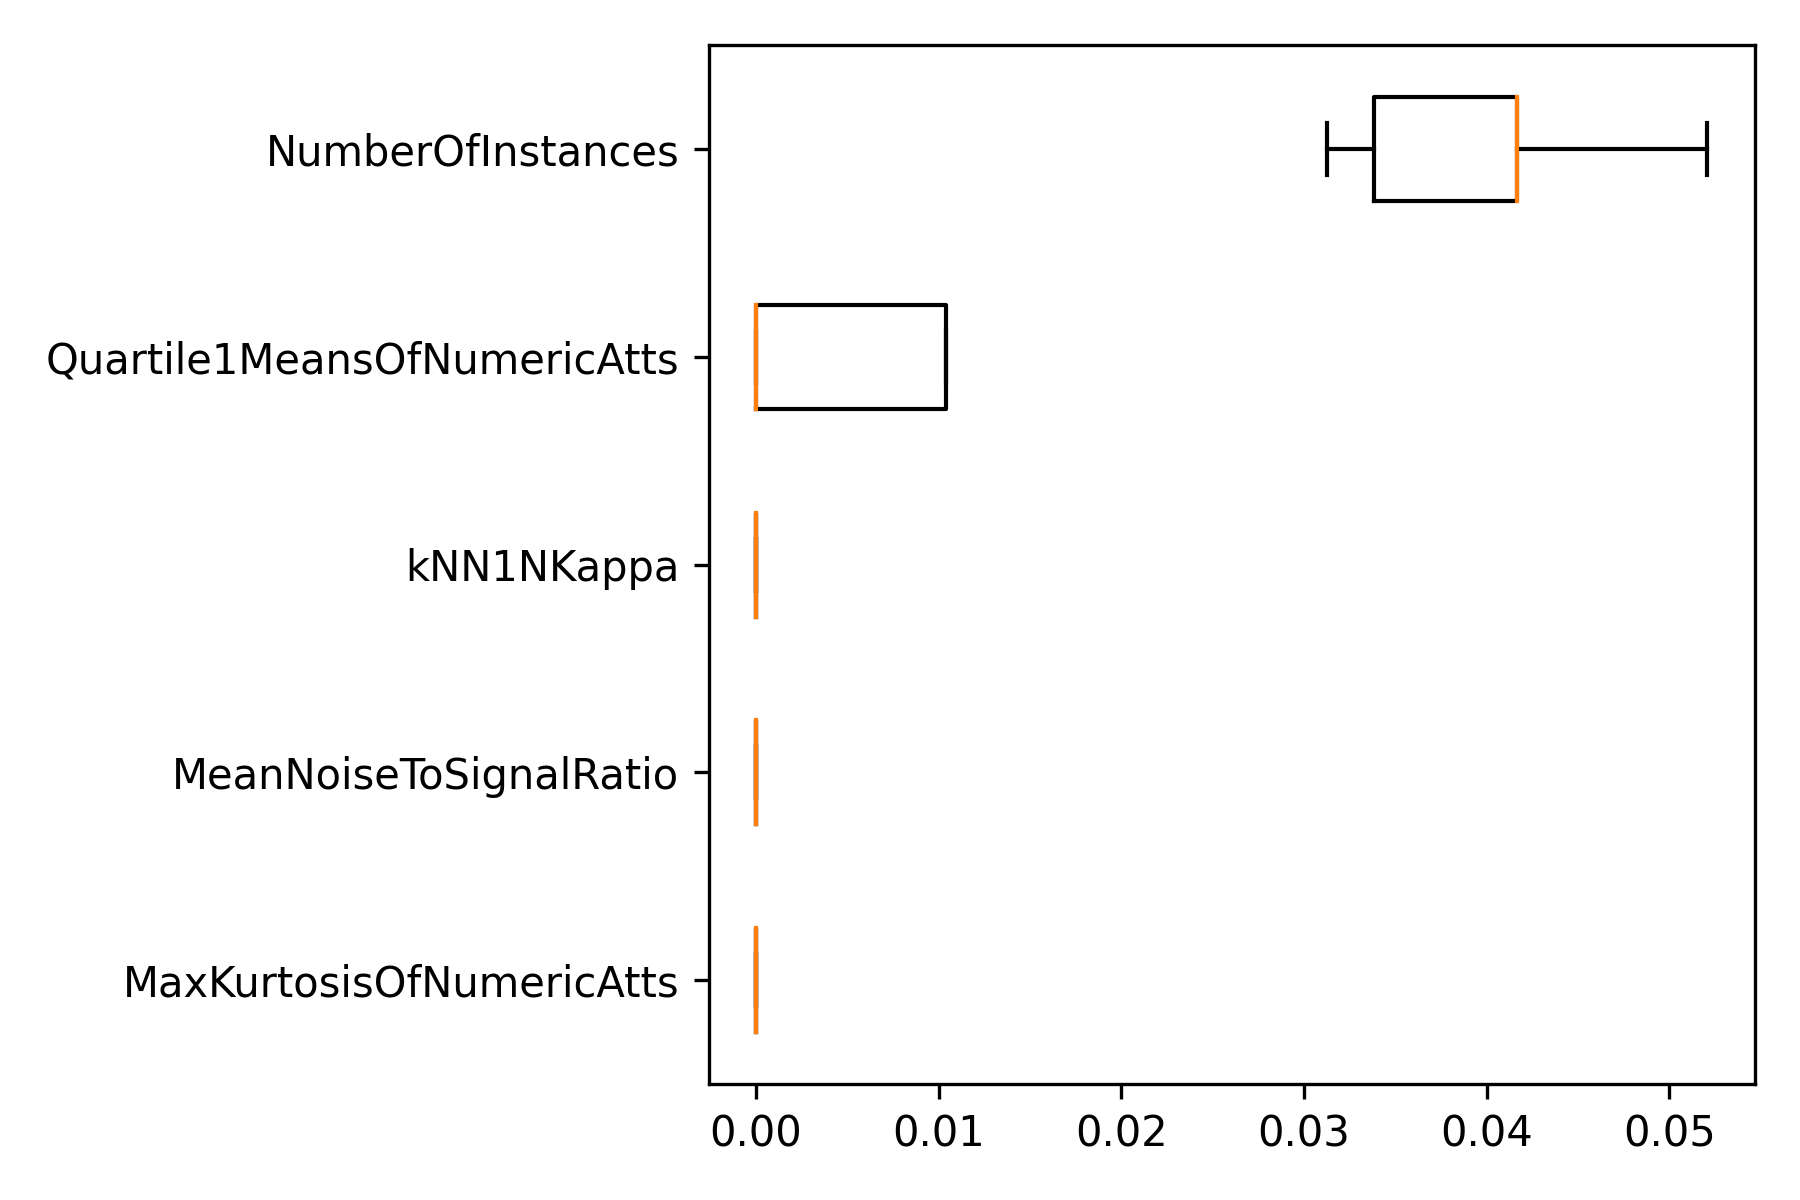 NumberOfInstances
Quartile1MeansOfNumericAtts
kNN1NKappa
MeanNoiseToSignalRatio
MaxKurtosisOfNumericAtts
0.00 0.01 0.02 0.03 0.04 0.05